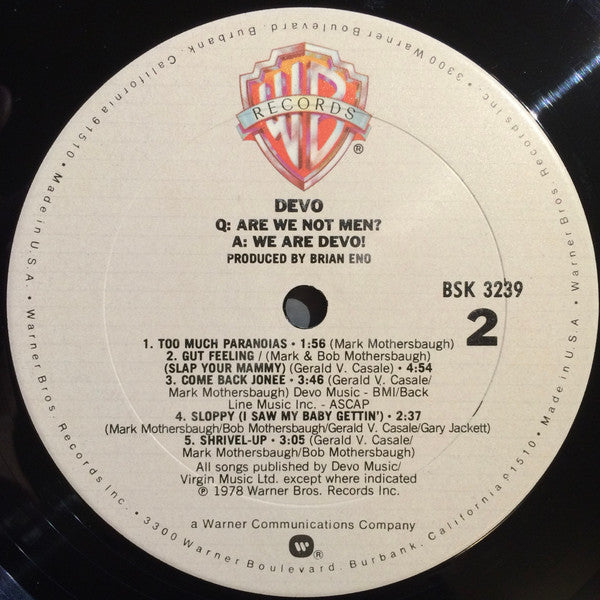 WB
RECORDS
®
DEVO
Q: ARE WE NOT MEN?
A: WE ARE DEVO!
PRODUCED BY BRIAN ENO
BSK 3239
2
1. TOO MUCH PARANOIAS • 1:56 (Mark Mothersbaugh)
2. GUT FEELING / (Mark & Bob Mothersbaugh)
(SLAP YOUR MAMMY) (Gerald V. Casale) • 4:54
3. COME BACK JONEE • 3:46 (Gerald V. Casale/
Mark Mothersbaugh) Devo Music - BMI/Back
Line Music Inc. - ASCAP
4. SLOPPY (I SAW MY BABY GETTIN') • 2:37
(Mark Mothersbaugh/Bob Mothersbaugh/Gerald V. Casale/Gary Jackett)
5. SHRIVEL-UP • 3:05 (Gerald V. Casale/
Mark Mothersbaugh/Bob Mothersbaugh)
All songs published by Devo Music/
Virgin Music Ltd. except where indicated
℗ 1978 Warner Bros. Records Inc.
a Warner Communications Company
®
• Made in U.S.A. • Warner Bros. Records Inc. • 3300 Warner Boulevard, Burbank, California 91510 • Made in U.S.A. • Warner Bros. Records Inc. • 3300 Warner Boulevard, Burbank, California 91510